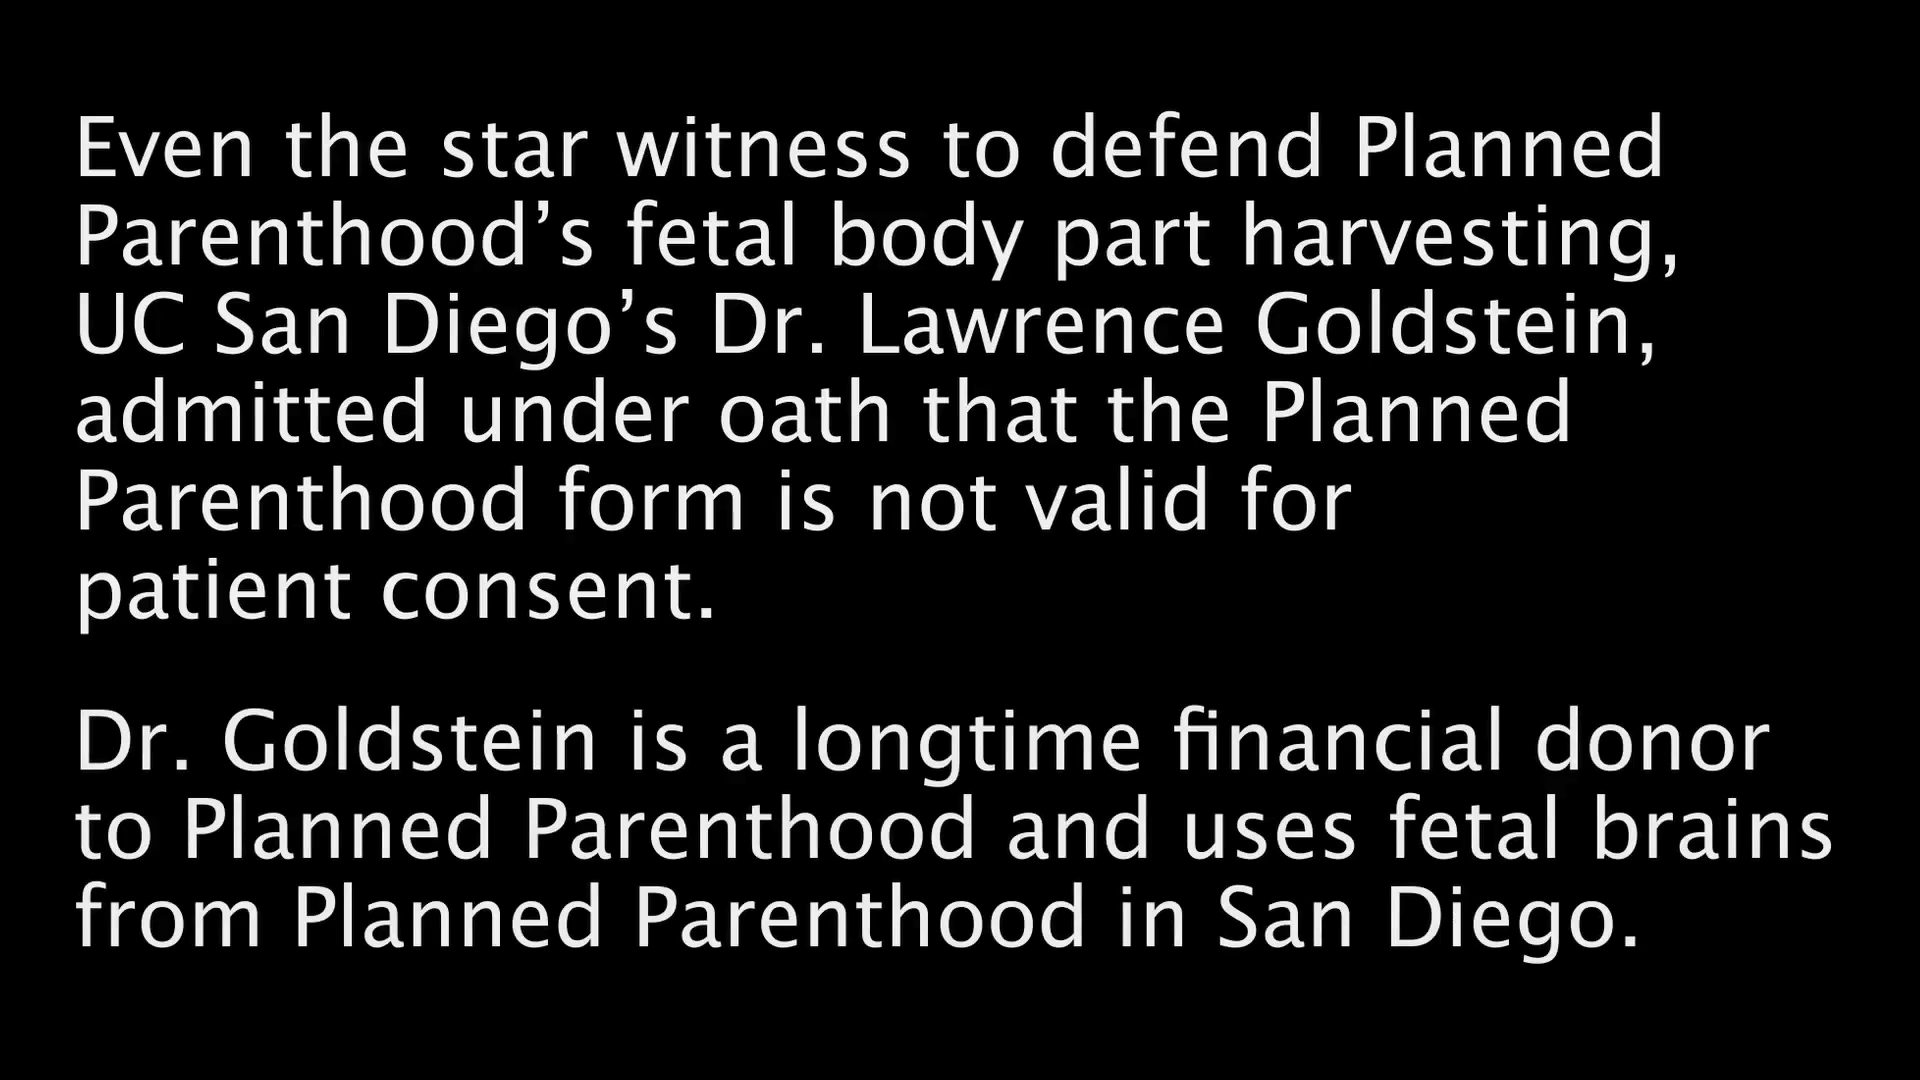 Even the star witness to defend Planned
Parenthood’s fetal body part harvesting,
UC San Diego’s Dr. Lawrence Goldstein,
admitted under oath that the Planned
Parenthood form is not valid for
patient consent.
Dr. Goldstein is a longtime financial donor
to Planned Parenthood and uses fetal brains
from Planned Parenthood in San Diego.